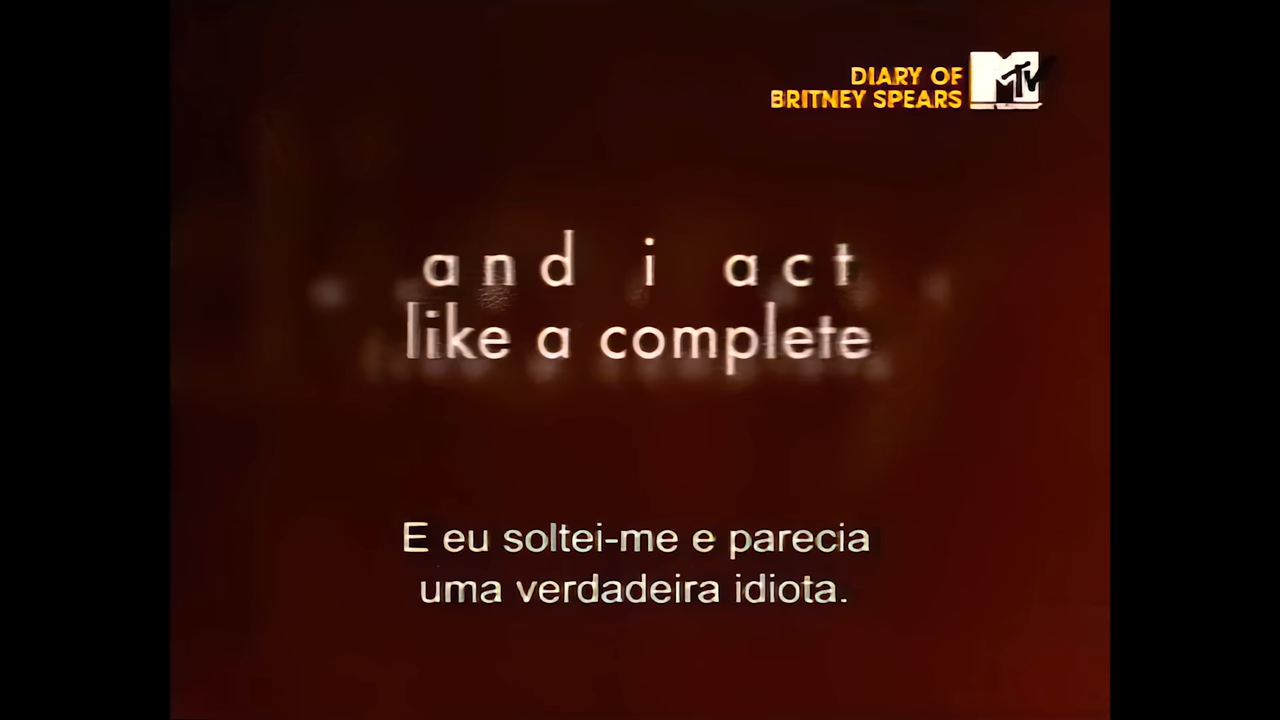 DIARY OF
BRITNEY SPEARS
MTV
and i act
like a complete
E eu soltei-me e parecia
uma verdadeira idiota.